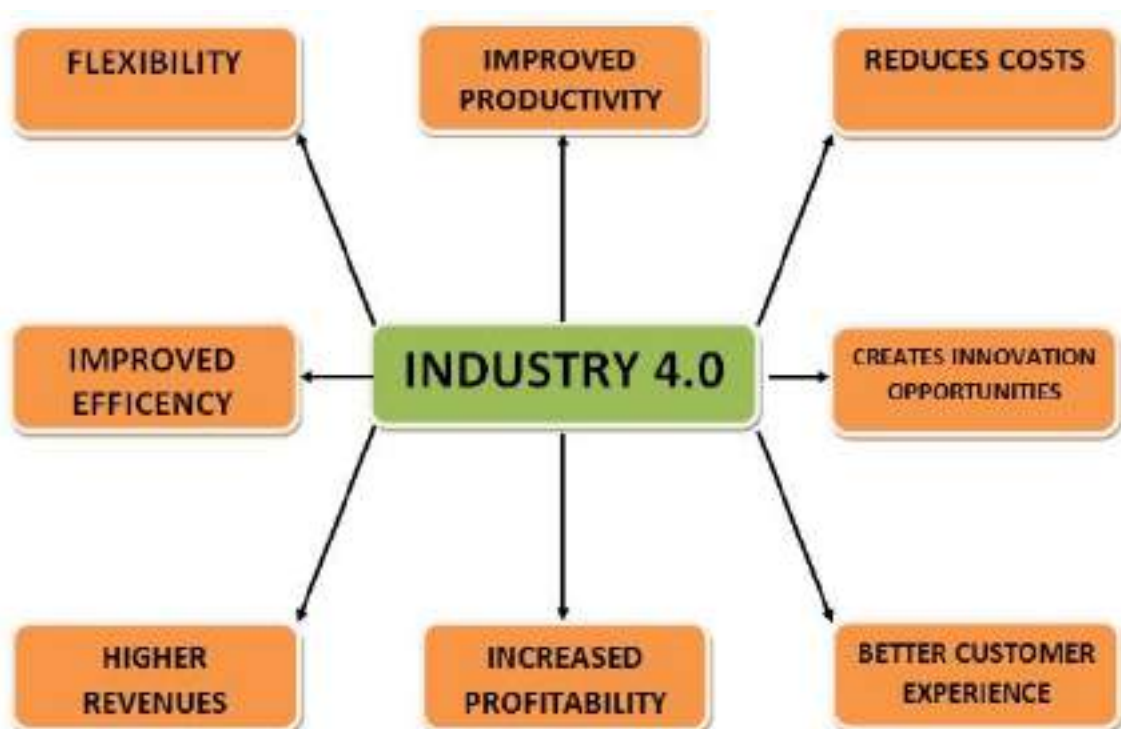 FLEXIBILITY
IMPROVED
PRODUCTIVITY
REDUCES COSTS
IMPROVED
EFFICENCY
INDUSTRY 4.0
CREATES INNOVATION
OPPORTUNITIES
HIGHER
REVENUES
INCREASED
PROFITABILITY
BETTER CUSTOMER
EXPERIENCE